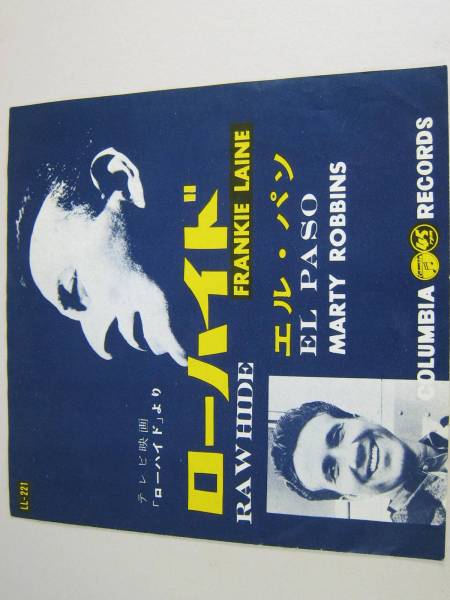 LL-221
テレビ映画
「ローハイド」より
ローハイド
RAWHIDE
FRANKIE LAINE
エル・パソ
EL PASO
MARTY ROBBINS
COLUMBIA 45 RECORDS